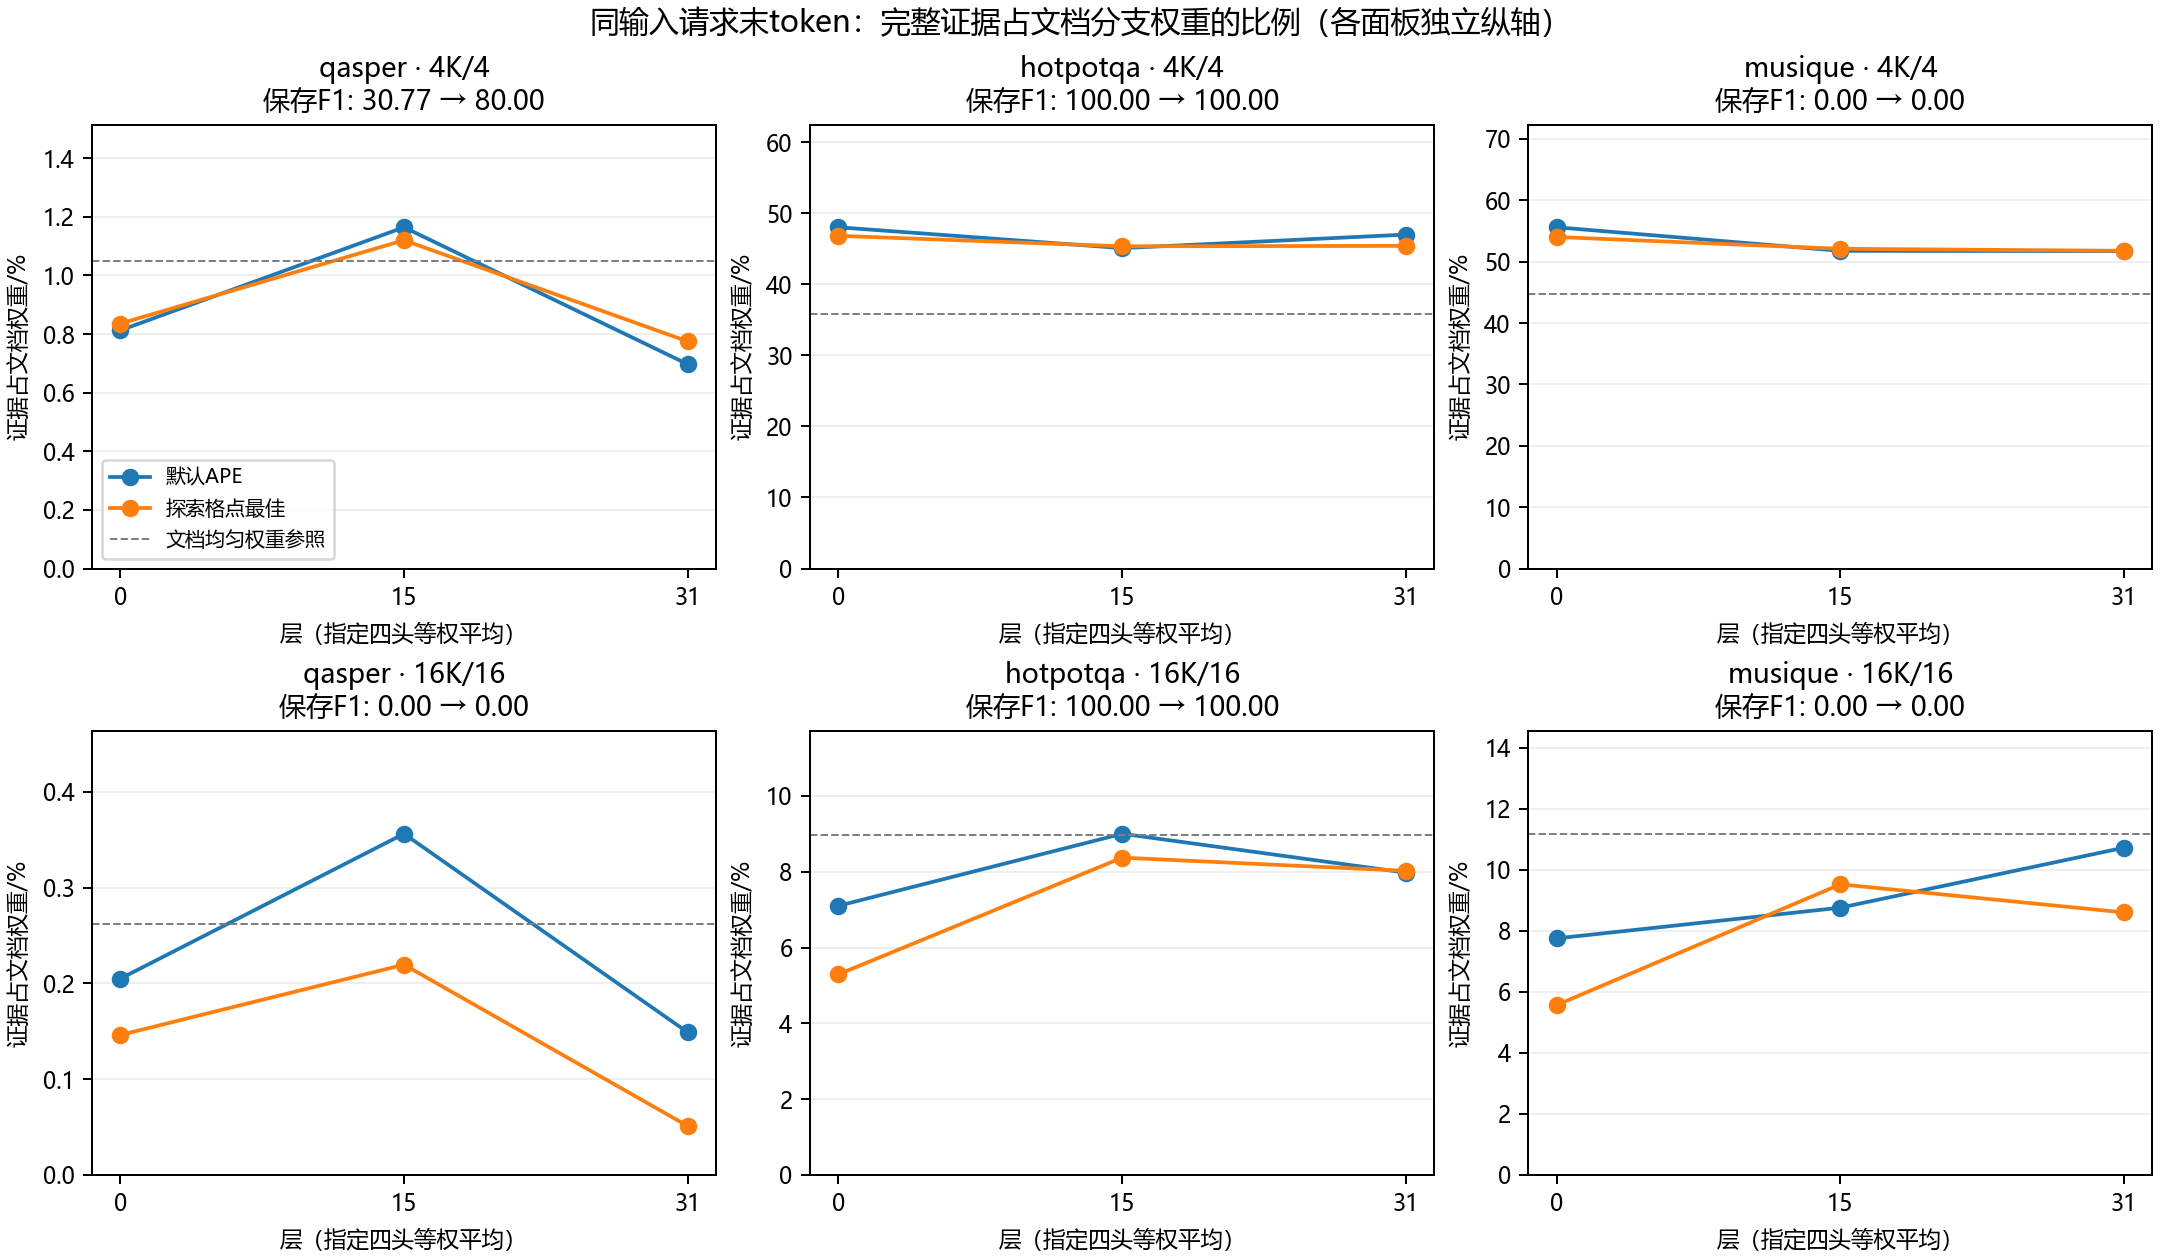 同输入请求末token：完整证据占文档分支权重的比例（各面板独立纵轴）
qasper · 4K/4
保存F1: 30.77 → 80.00
证据占文档权重/%
1.4
1.2
1.0
0.8
0.6
0.4
0.2
0.0
默认APE
探索格点最佳
文档均匀权重参照
0 15 31
层（指定四头等权平均）
hotpotqa · 4K/4
保存F1: 100.00 → 100.00
证据占文档权重/%
60
50
40
30
20
10
0
0 15 31
层（指定四头等权平均）
musique · 4K/4
保存F1: 0.00 → 0.00
证据占文档权重/%
70
60
50
40
30
20
10
0
0 15 31
层（指定四头等权平均）
qasper · 16K/16
保存F1: 0.00 → 0.00
证据占文档权重/%
0.4
0.3
0.2
0.1
0.0
0 15 31
层（指定四头等权平均）
hotpotqa · 16K/16
保存F1: 100.00 → 100.00
证据占文档权重/%
10
8
6
4
2
0
0 15 31
层（指定四头等权平均）
musique · 16K/16
保存F1: 0.00 → 0.00
证据占文档权重/%
14
12
10
8
6
4
2
0
0 15 31
层（指定四头等权平均）